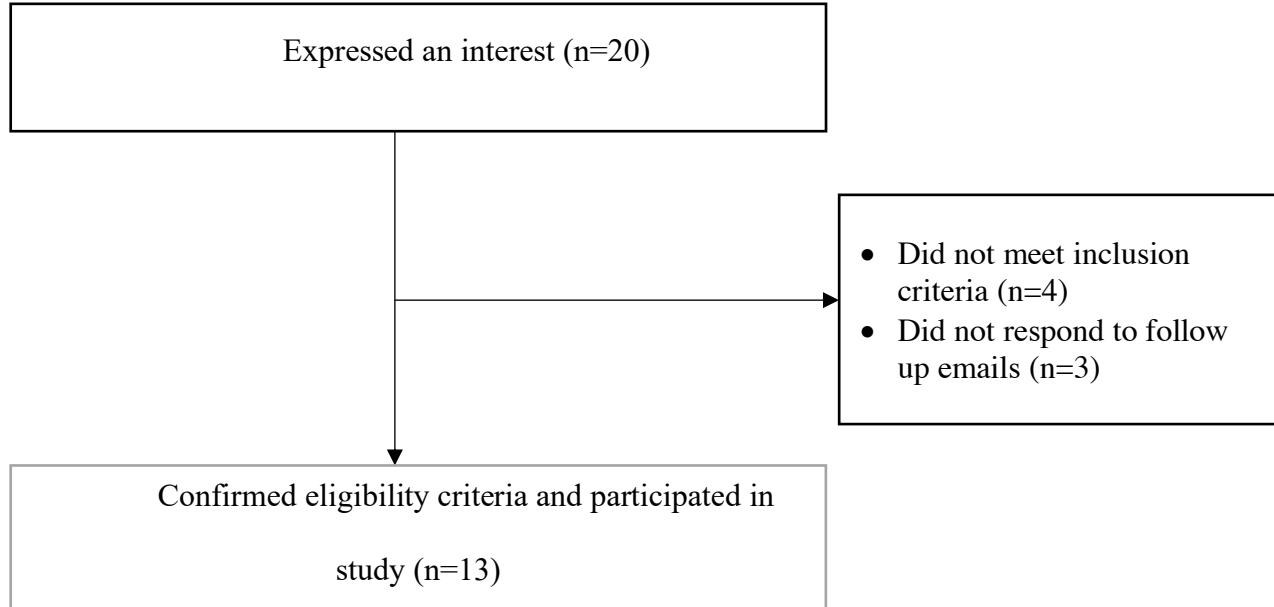 Expressed an interest (n=20)
• Did not meet inclusion
criteria (n=4)
• Did not respond to follow
up emails (n=3)
Confirmed eligibility criteria and participated in
study (n=13)